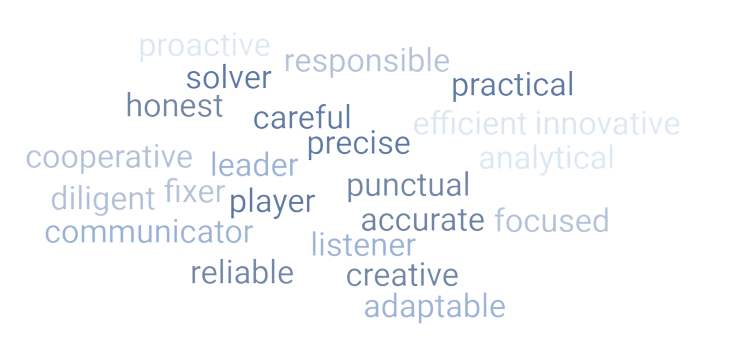 proactive
responsible
solver
practical
honest
careful
efficient innovative
precise
cooperative
leader
analytical
diligent
fixer
player
punctual
accurate
focused
communicator
listener
reliable
creative
adaptable